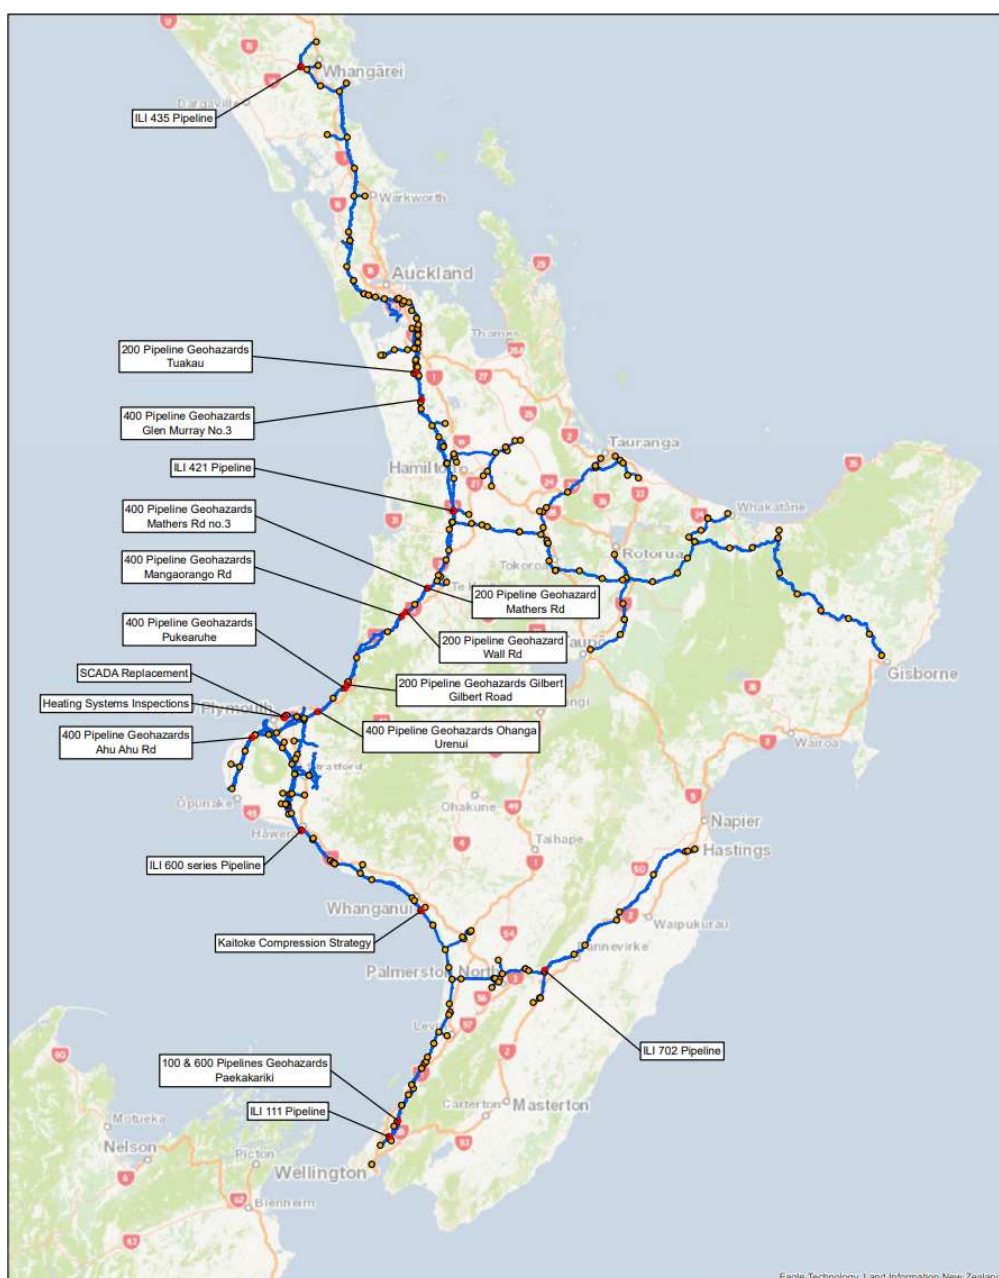 Whangārei
Dargaville
ILI 435 Pipeline
Warkworth
Auckland
Thames
200 Pipeline Geohazards
Tuakau
400 Pipeline Geohazards
Glen Murray No.3
Tauranga
ILI 421 Pipeline
Hamilton
Whakatāne
400 Pipeline Geohazards
Mathers Rd no.3
Rotorua
Tokoroa
400 Pipeline Geohazards
Mangaorango Rd
200 Pipeline Geohazard
Mathers Rd
400 Pipeline Geohazards
Pukearuhe
200 Pipeline Geohazard
Wall Rd
Taupō
Gisborne
SCADA Replacement
200 Pipeline Geohazards Gilbert
Gilbert Road
Heating Systems Inspections
Plymouth
400 Pipeline Geohazards
Ahu Ahu Rd
400 Pipeline Geohazards Ohanga
Urenui
Wairoa
Stratford
Ōpunake
Ohakune
Napier
Hāwera
Taihape
Hastings
ILI 600 series Pipeline
Whanganui
Waipukurau
Kaitoke Compression Strategy
Dannevirke
Palmerston North
Levin
ILI 702 Pipeline
100 & 600 Pipelines Geohazards
Paekakariki
ILI 111 Pipeline
Carterton
Masterton
Motueka
Nelson
Picton
Wellington
Blenheim
Eagle Technology, Land Information New Zealand